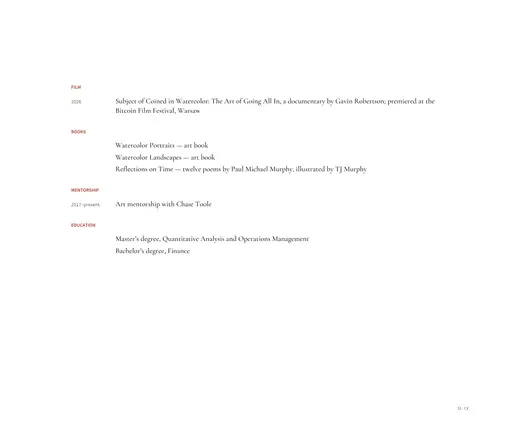 FILM
2026
Subject of Coined in Watercolor: The Art of Going All In, a documentary by Gavin Robertson; premiered at the
Bitcoin Film Festival, Warsaw
BOOKS
Watercolor Portraits — art book
Watercolor Landscapes — art book
Reflections on Time — twelve poems by Paul Michael Murphy, illustrated by TJ Murphy
MENTORSHIP
2017–present
Art mentorship with Chase Toole
EDUCATION
Master's degree, Quantitative Analysis and Operations Management
Bachelor's degree, Finance